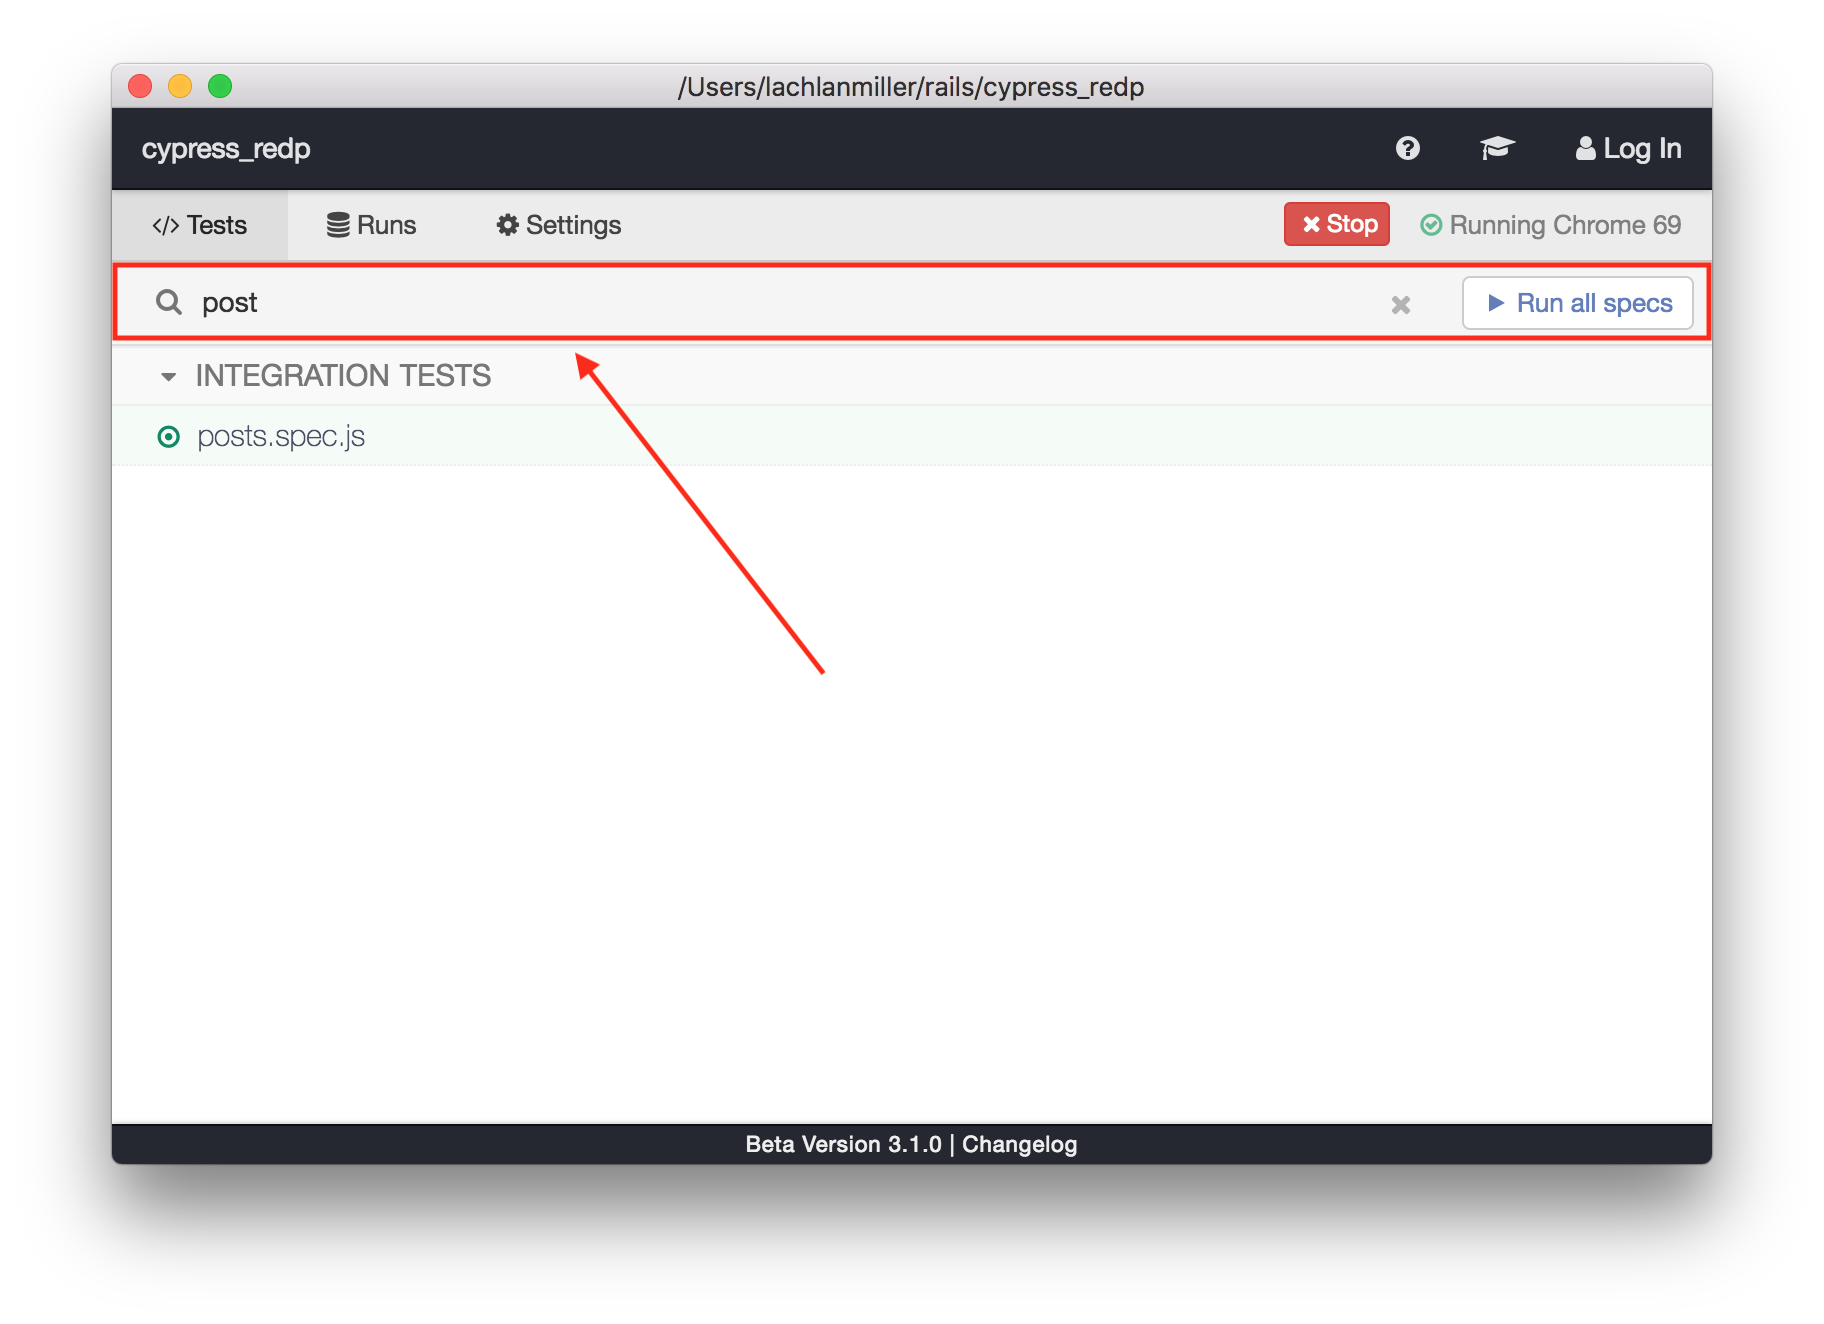 /Users/lachlanmiller/rails/cypress_redp
cypress_redp
Log In
</> Tests
Runs
Settings
Stop
Running Chrome 69
post
Run all specs
INTEGRATION TESTS
posts.spec.js
Beta Version 3.1.0 | Changelog